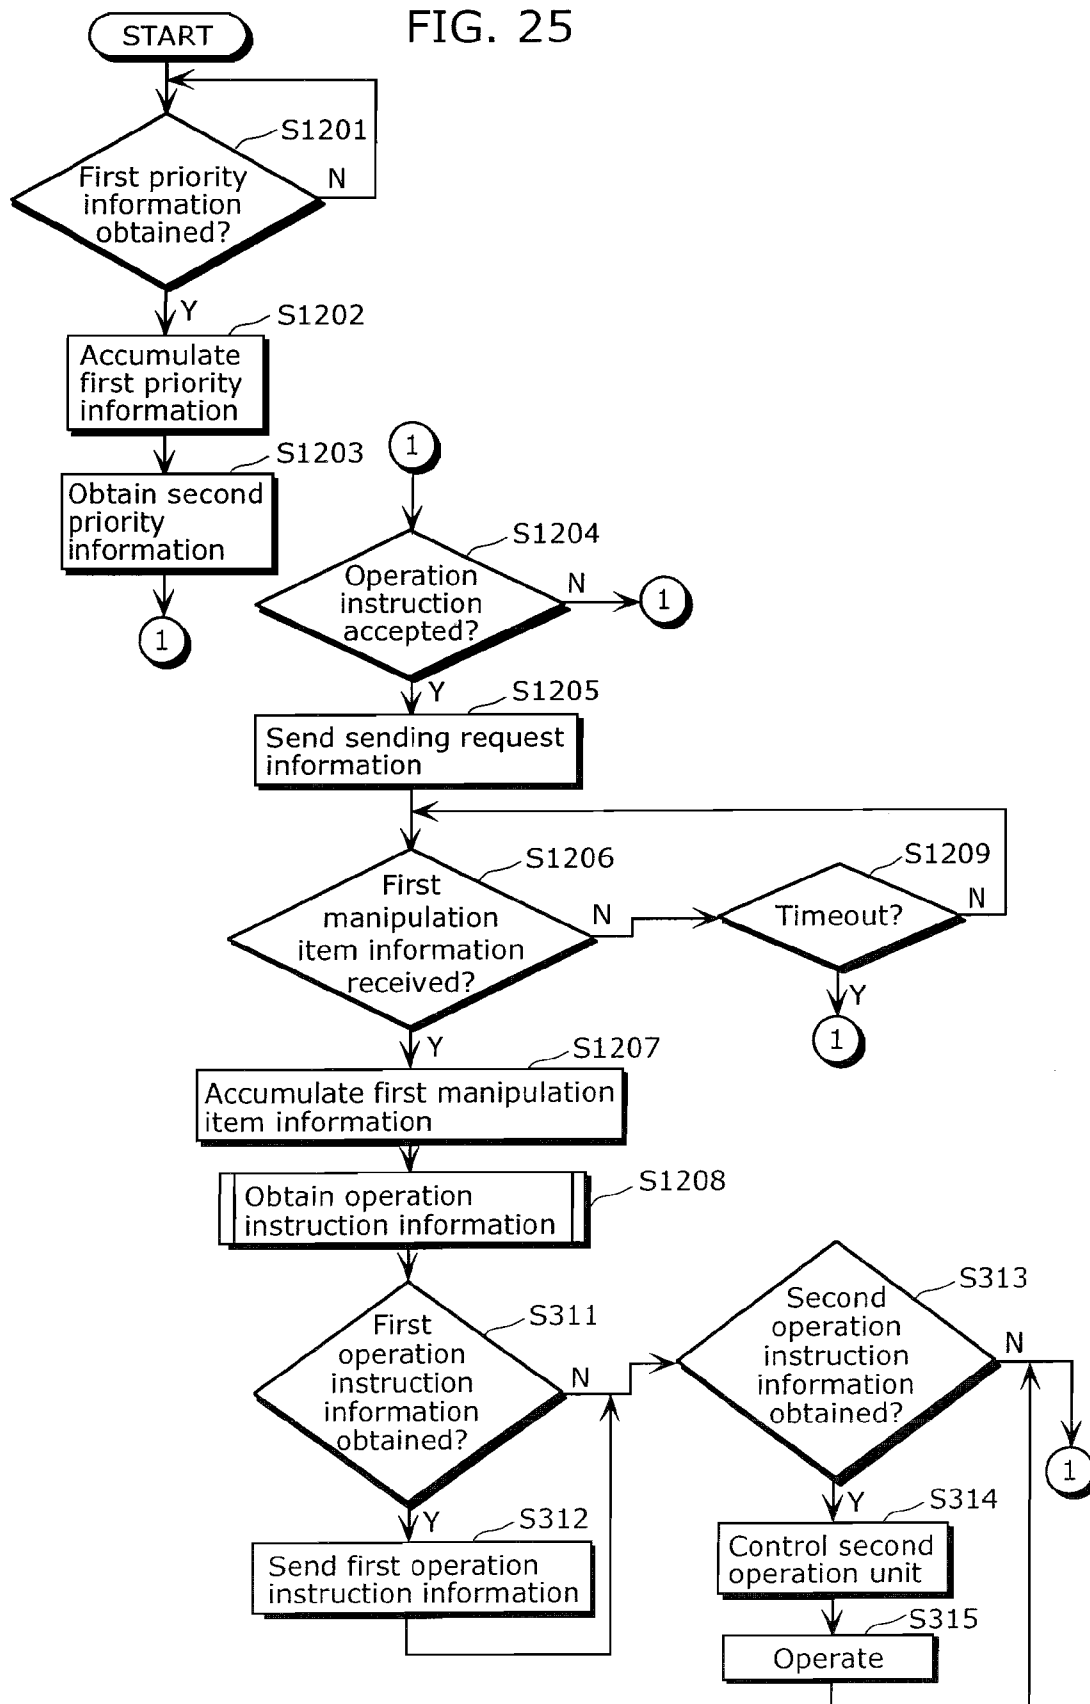 FIG. 25
START
S1201
First priority
information
obtained?
N
Y
S1202
Accumulate
first priority
information
S1203
Obtain second
priority
information
1
1
S1204
Operation
instruction
accepted?
N
1
Y
S1205
Send sending request
information
S1206
First
manipulation
item information
received?
N
S1209
Timeout?
N
Y
1
Y
S1207
Accumulate first manipulation
item information
S1208
Obtain operation
instruction information
S311
First
operation
instruction
information
obtained?
N
Y
S312
Send first operation
instruction information
S313
Second
operation
instruction
information
obtained?
N
1
Y
S314
Control second
operation unit
S315
Operate